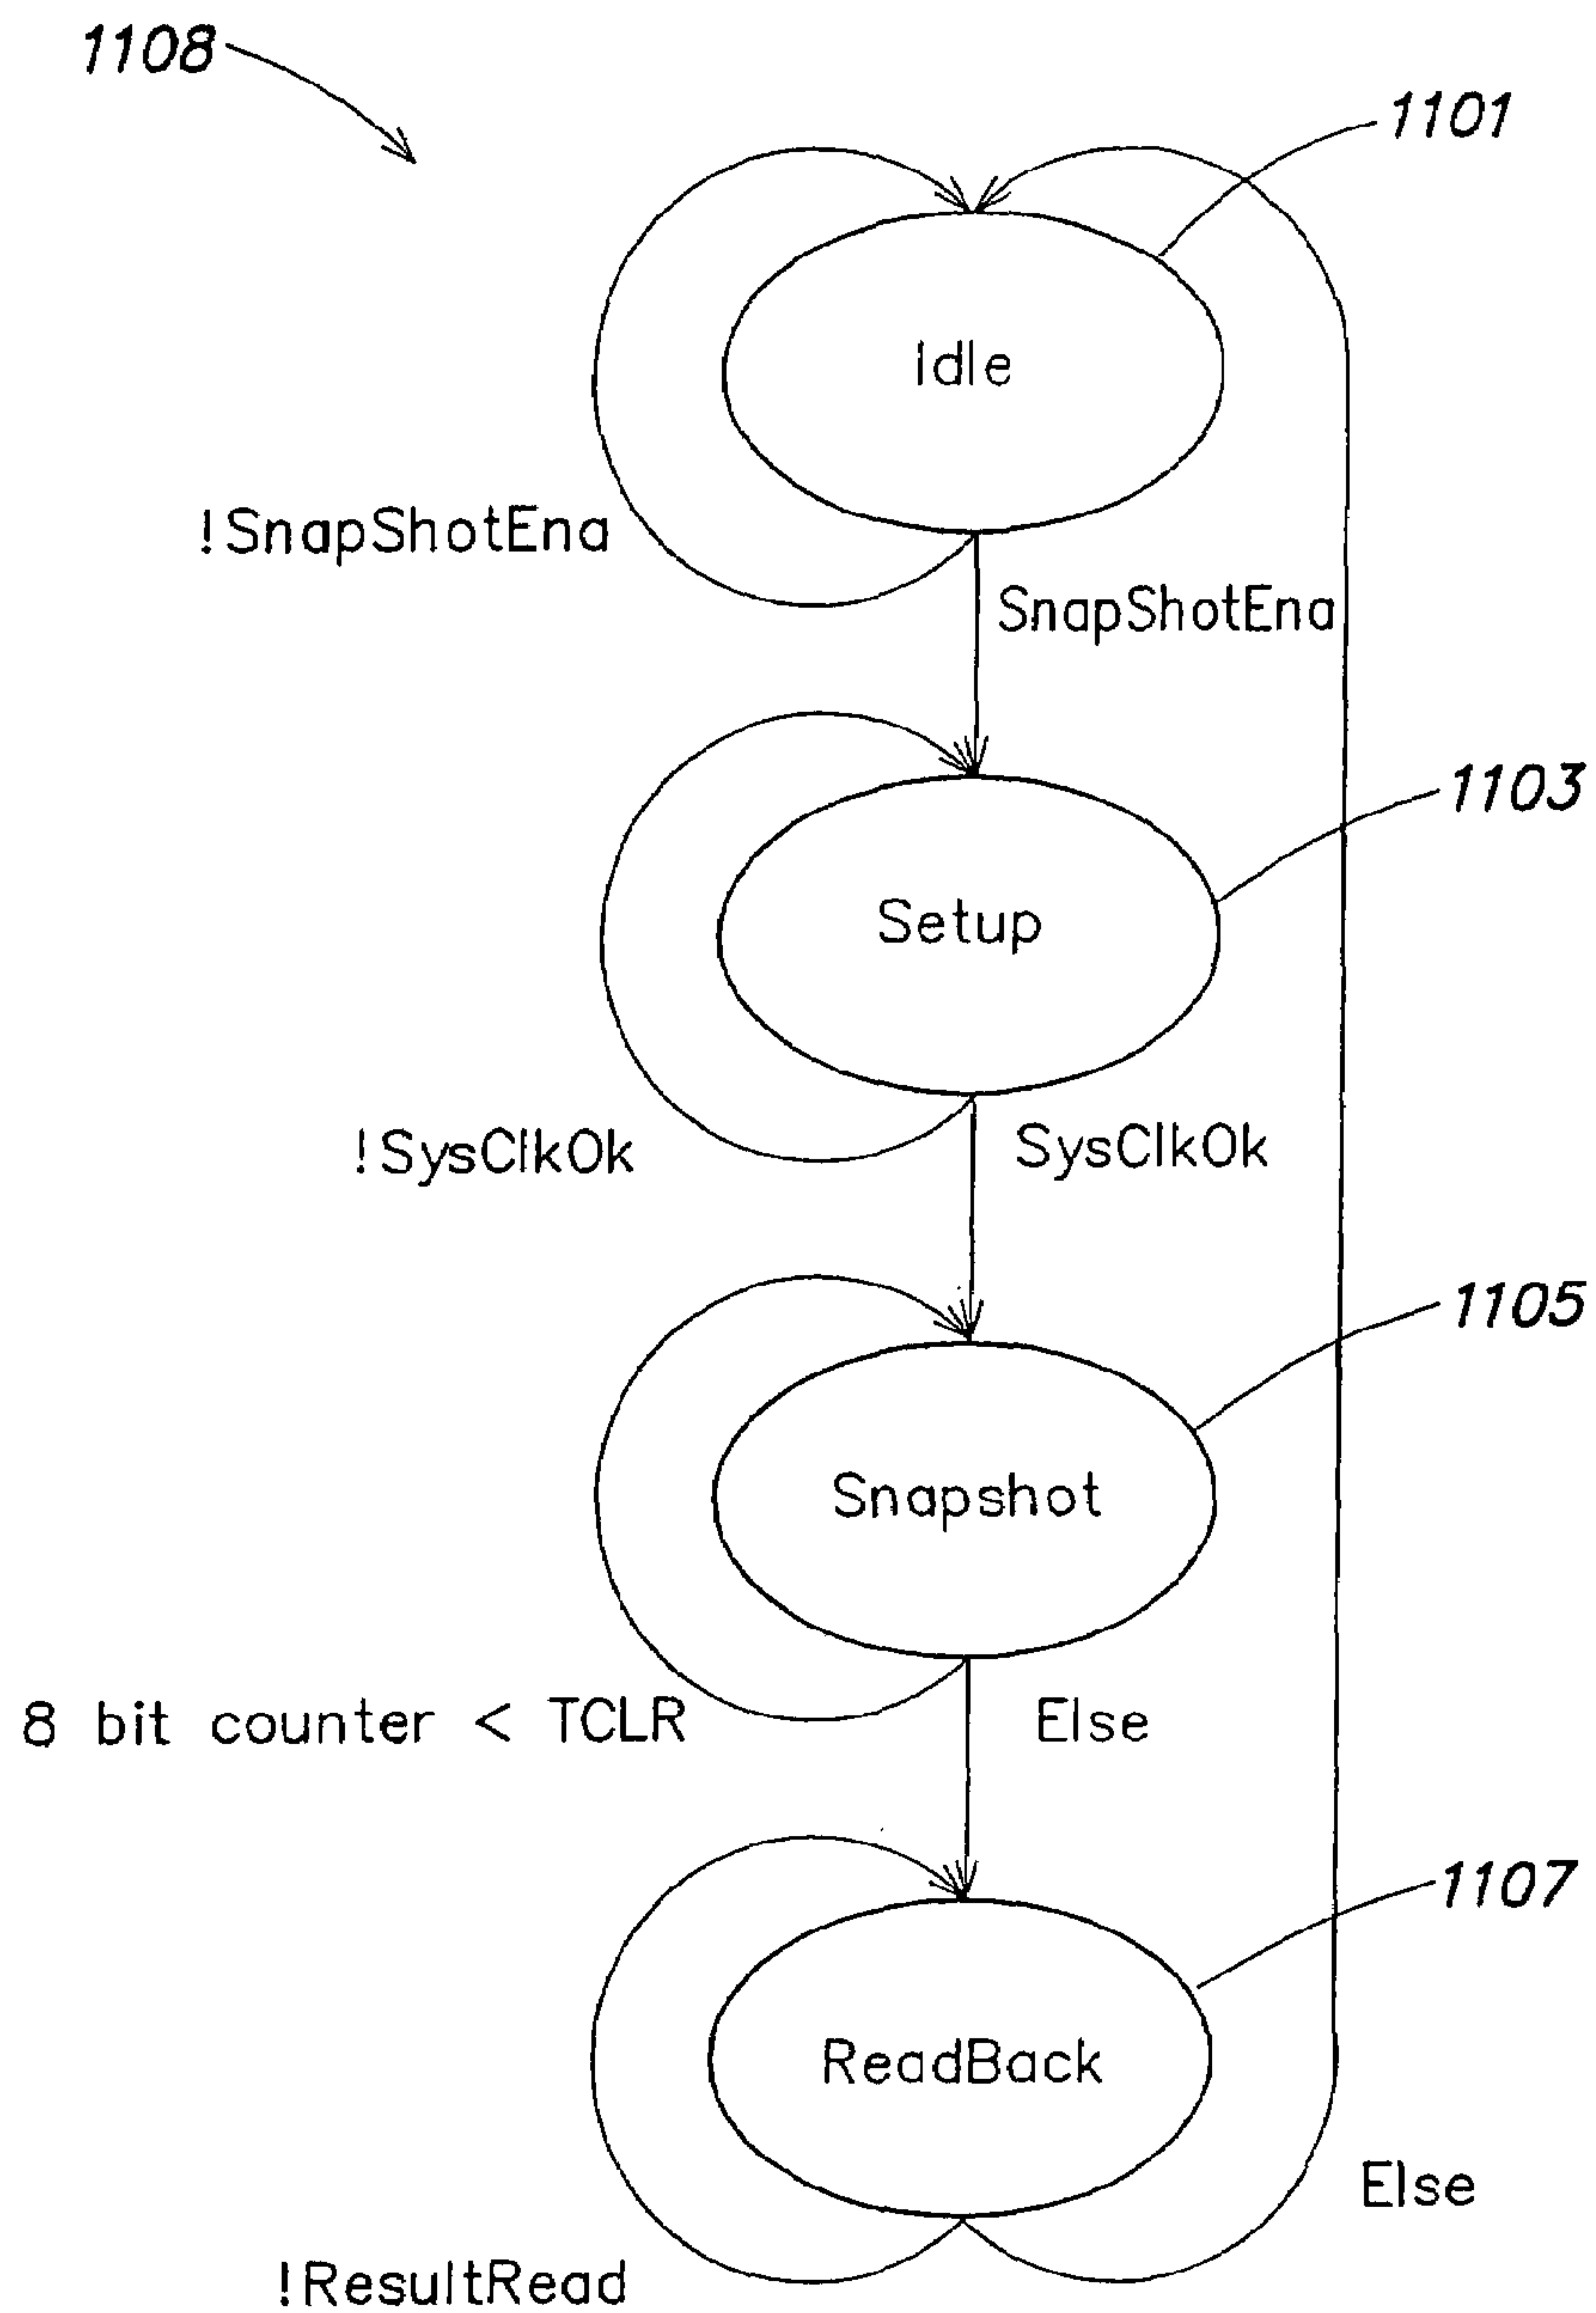 1108
1101
Idle
!SnapShotEna
SnapShotEna
1103
Setup
!SysClkOk
SysClkOk
1105
Snapshot
8 bit counter < TCLR
Else
1107
ReadBack
Else
!ResultRead